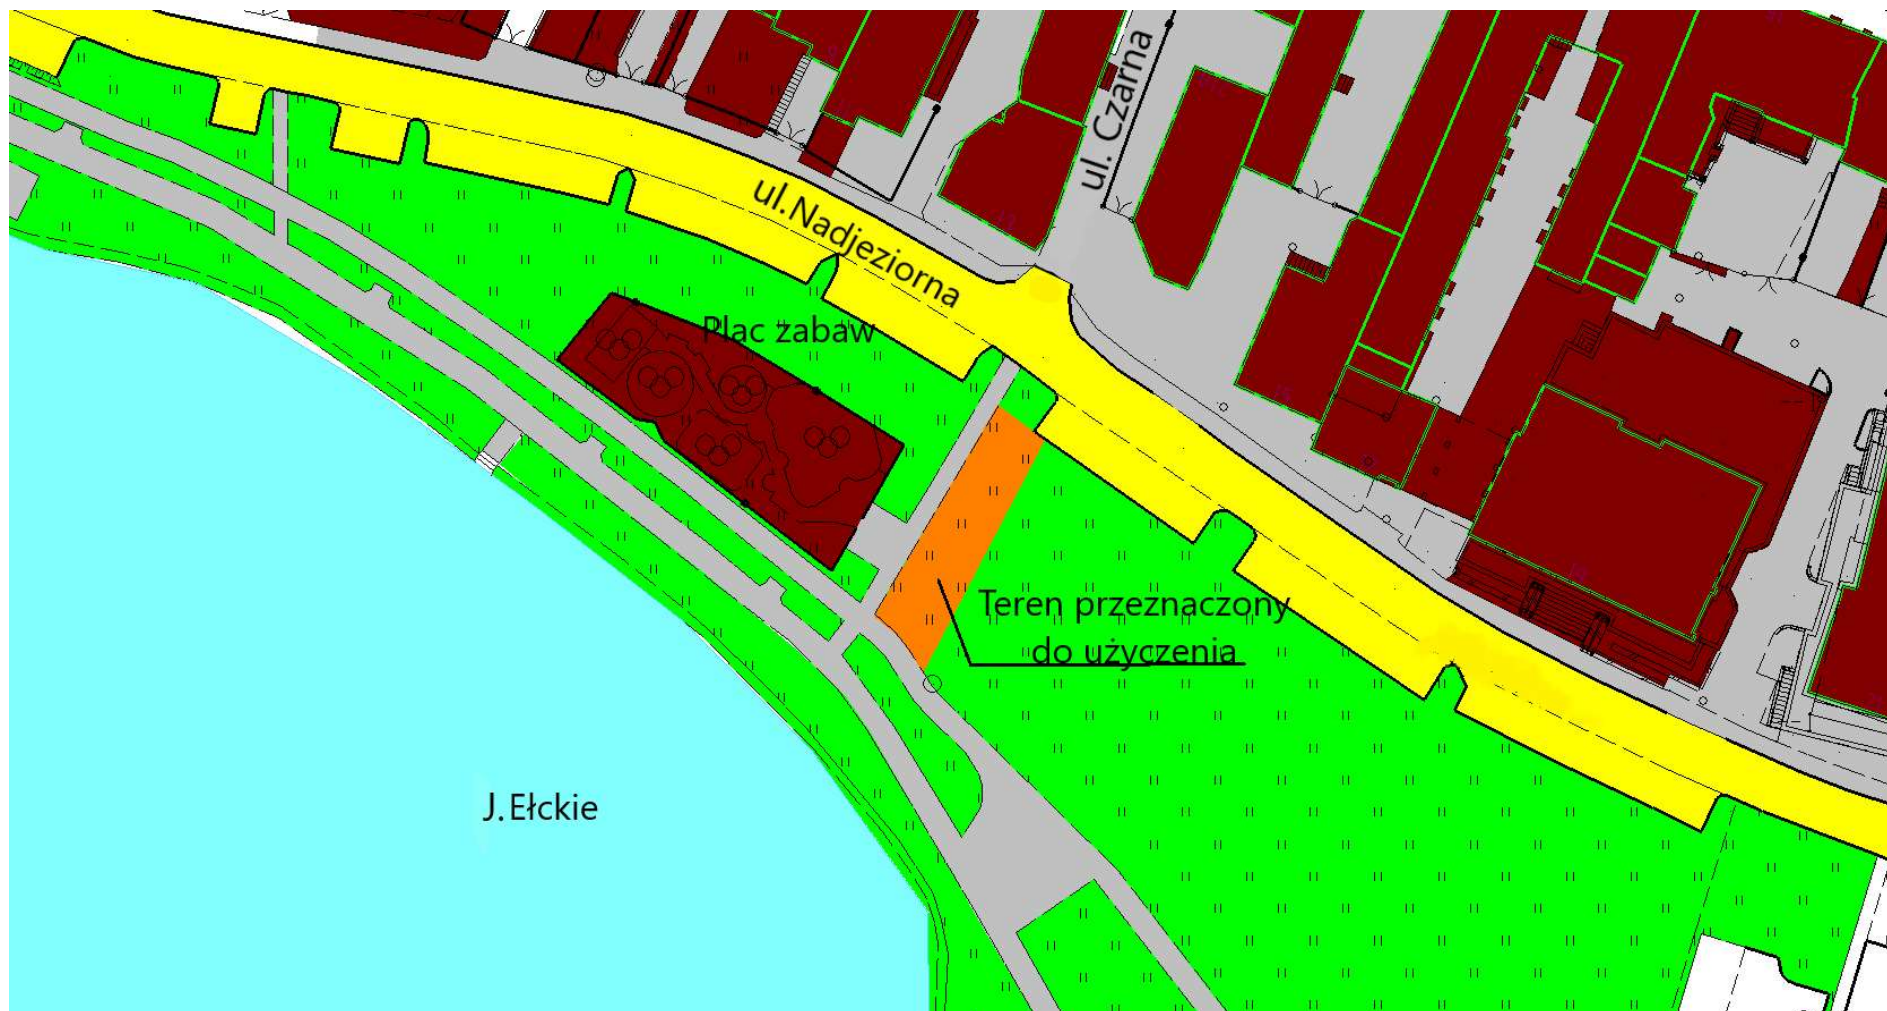 ul. Czarna
ul.Nadjeziorna
Plac zabaw
Teren przeznaczony
do użyczenia
J.Ełckie